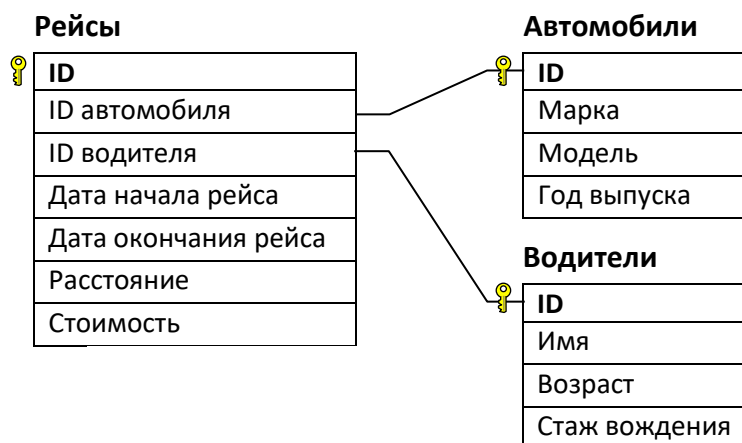 Рейсы
ID
ID автомобиля
ID водителя
Дата начала рейса
Дата окончания рейса
Расстояние
Стоимость
Автомобили
ID
Марка
Модель
Год выпуска
Водители
ID
Имя
Возраст
Стаж вождения